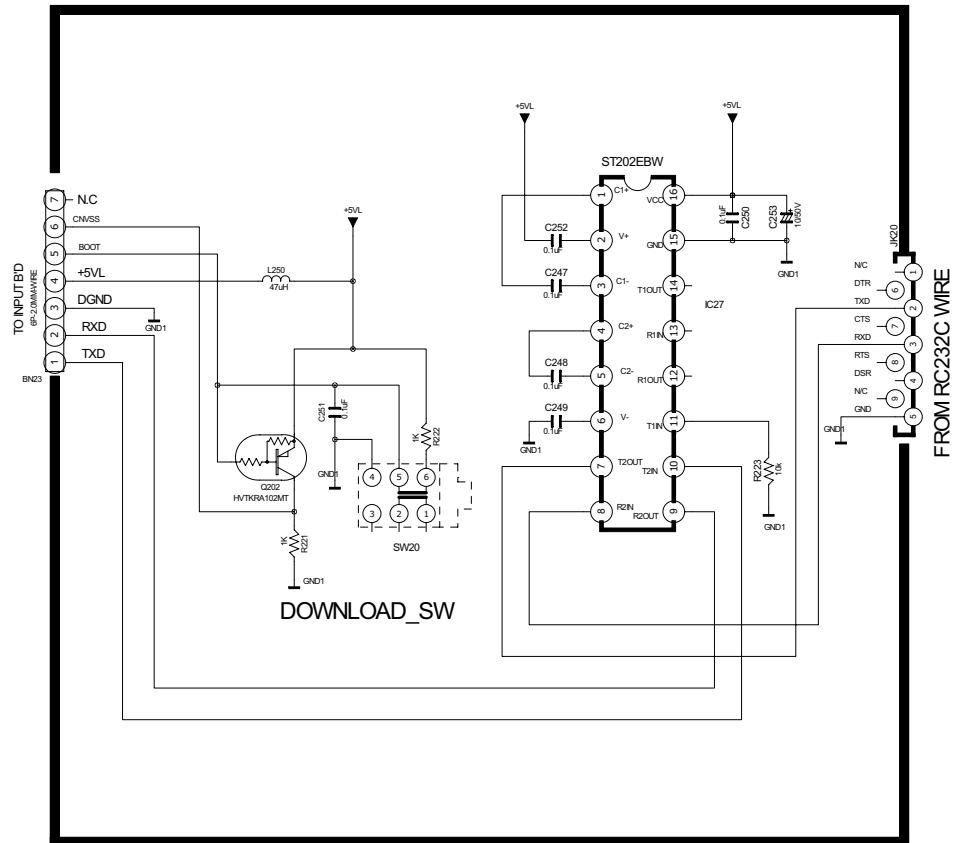 TO INPUT B'D
6P-2.0MM-WIRE
7
N.C
6
CNVSS
5
BOOT
4
+5VL
3
DGND
2
RXD
1
TXD
BN23
GND1
L250
47uH
+5VL
C251
0.1uF
1K
R222
GND1
Q202
HVTKRA102MT
1K
R221
GND1
4
5
6
3
2
1
SW20
DOWNLOAD_SW
+5VL
+5VL
ST202EBW
IC27
1
C1+
2
V+
3
C1-
4
C2+
5
C2-
6
V-
7
T2OUT
8
R2IN
16
VCC
15
GND
14
T1OUT
13
R1IN
12
R1OUT
11
T1IN
10
T2IN
9
R2OUT
C252
0.1uF
C247
0.1uF
C248
0.1uF
C249
0.1uF
GND1
0.1uF
C250
C253
+
10/50V
GND1
R223
10k
GND1
JK20
N/C
1
DTR
6
TXD
2
CTS
7
RXD
3
RTS
8
DSR
4
N/C
9
GND
5
GND1
FROM RC232C WIRE